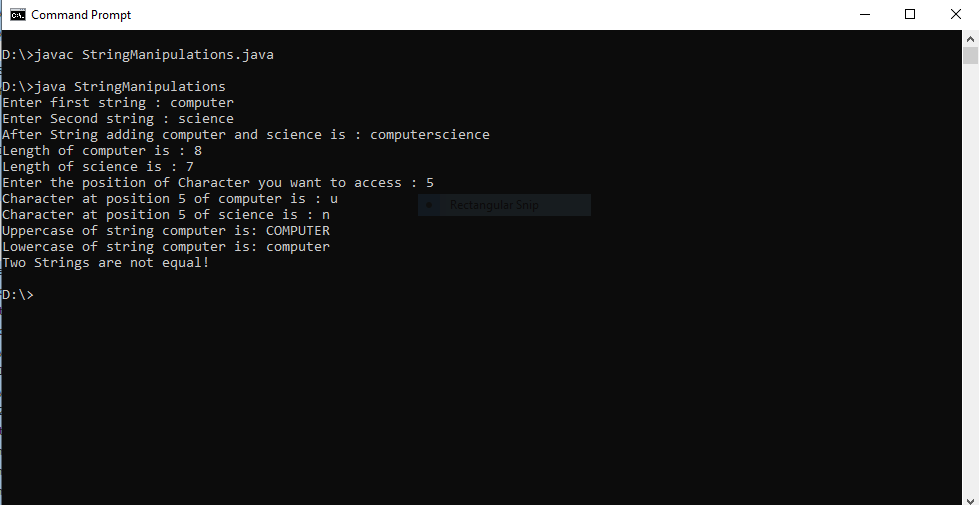 Command Prompt
D:\>javac StringManipulations.java
D:\>java StringManipulations
Enter first string : computer
Enter Second string : science
After String adding computer and science is : computerscience
Length of computer is : 8
Length of science is : 7
Enter the position of Character you want to access : 5
Character at position 5 of computer is : u
Rectangular Snip
Character at position 5 of science is : n
Uppercase of string computer is: COMPUTER
Lowercase of string computer is: computer
Two Strings are not equal!
D:\>